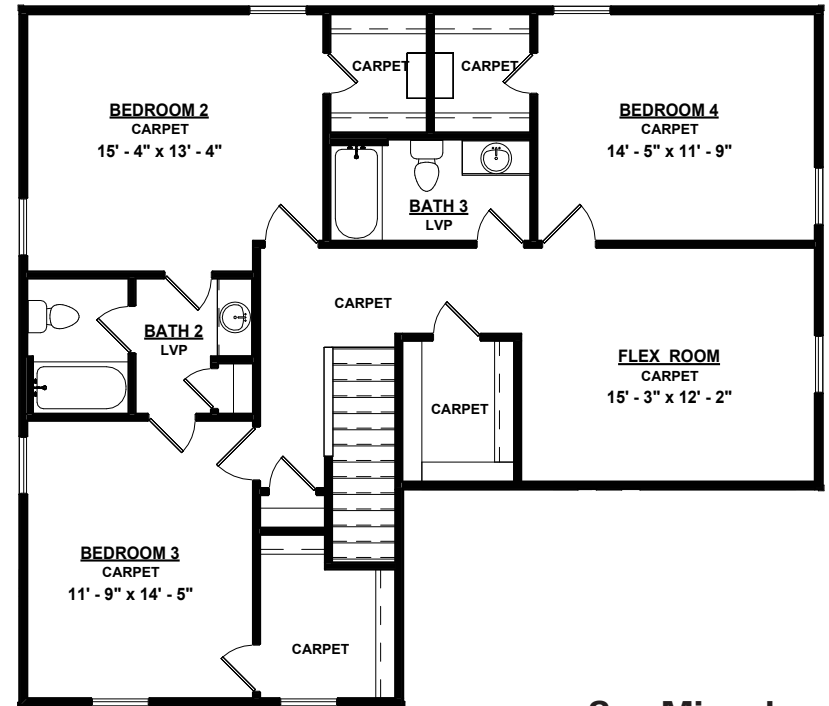 CARPET
CARPET
BEDROOM 2
CARPET
15' - 4" x 13' - 4"
BEDROOM 4
CARPET
14' - 5" x 11' - 9"
BATH 3
LVP
CARPET
BATH 2
LVP
FLEX ROOM
CARPET
15' - 3" x 12' - 2"
CARPET
BEDROOM 3
CARPET
11' - 9" x 14' - 5"
CARPET